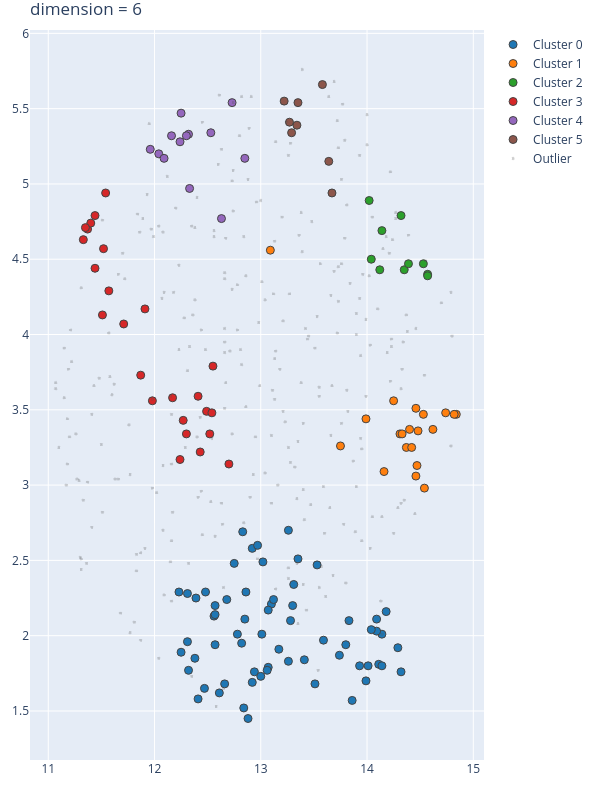 dimension = 6
6
5.5
5
4.5
4
3.5
3
2.5
2
1.5
11
12
13
14
15
Cluster 0
Cluster 1
Cluster 2
Cluster 3
Cluster 4
Cluster 5
Outlier